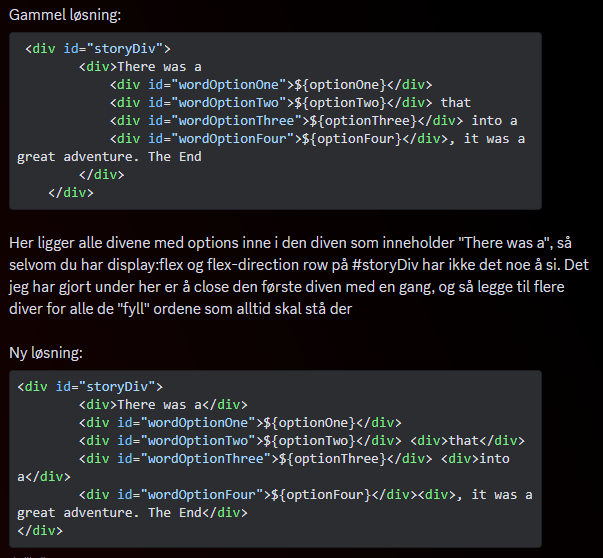 Gammel løsning:
<div id="storyDiv">
<div>There was a
<div id="wordOptionOne">${optionOne}</div>
<div id="wordOptionTwo">${optionTwo}</div> that
<div id="wordOptionThree">${optionThree}</div> into a
<div id="wordOptionFour">${optionFour}</div>, it was a
great adventure. The End
</div>
</div>
Her ligger alle divene med options inne i den diven som inneholder "There was a", så
selvom du har display:flex og flex-direction row på #storyDiv har ikke det noe å si. Det
jeg har gjort under her er å close den første diven med en gang, og så legge til flere
diver for alle de "fyll" ordene som alltid skal stå der
Ny løsning:
<div id="storyDiv">
<div>There was a</div>
<div id="wordOptionOne">${optionOne}</div>
<div id="wordOptionTwo">${optionTwo}</div> <div>that</div>
<div id="wordOptionThree">${optionThree}</div> <div>into
a</div>
<div id="wordOptionFour">${optionFour}</div><div>, it was a
great adventure. The End</div>
</div>